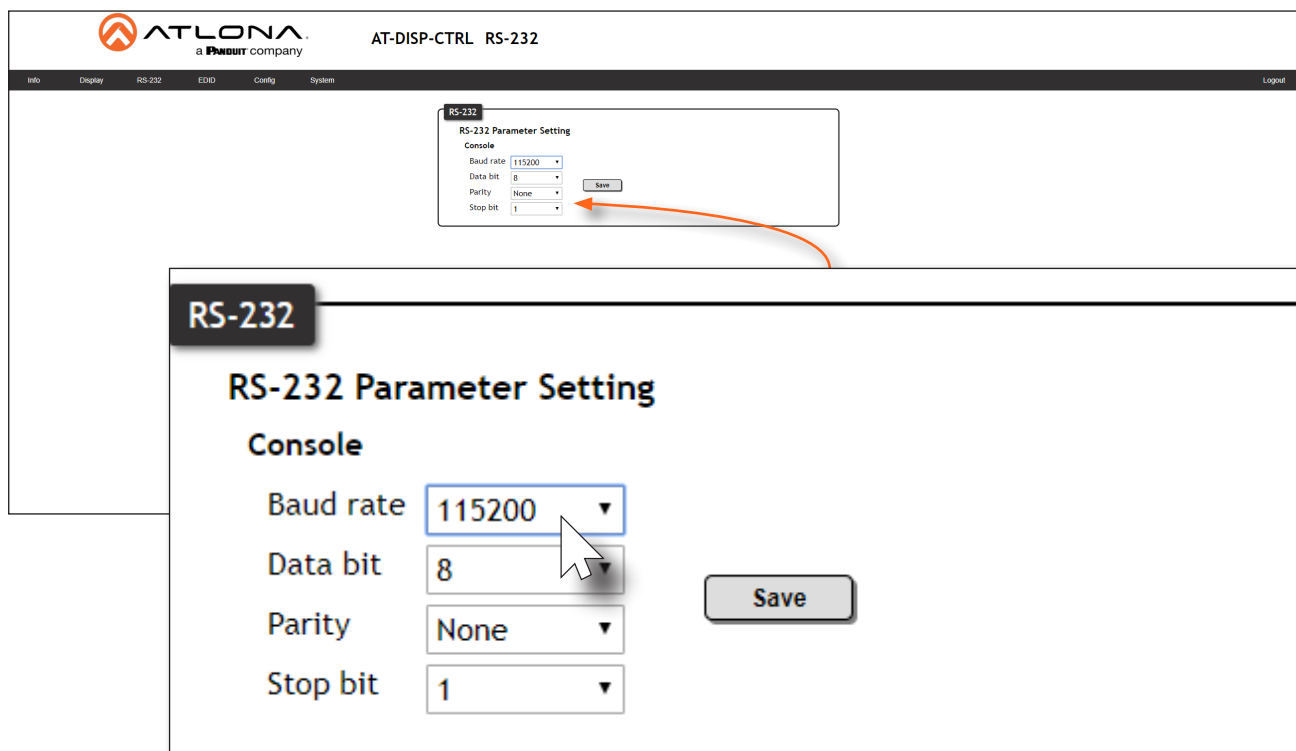 ATLONA.
a PANDUIT company
AT-DISP-CTRL RS-232
Info Display RS-232 EDID Config System Logout
RS-232
RS-232 Parameter Setting
Console
Baud rate 115200
Data bit 8
Save
Parity None
Stop bit 1
RS-232
RS-232 Parameter Setting
Console
Baud rate 115200
Data bit 8
Save
Parity None
Stop bit 1